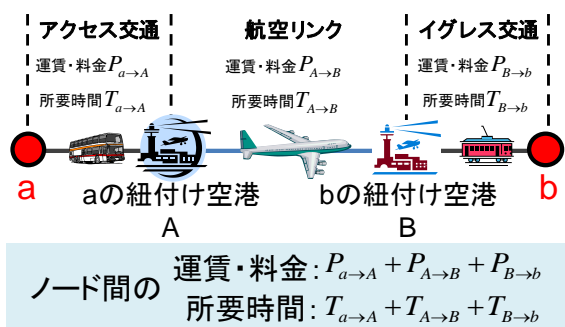 アクセス交通 航空リンク イグレス交通
運賃・料金P_{a→A} 運賃・料金P_{A→B} 運賃・料金P_{B→b}
所要時間T_{a→A} 所要時間T_{A→B} 所要時間T_{B→b}
a b
aの紐付け空港 bの紐付け空港
A B
ノード間の 運賃・料金:P_{a→A}+P_{A→B}+P_{B→b}
所要時間:T_{a→A}+T_{A→B}+T_{B→b}